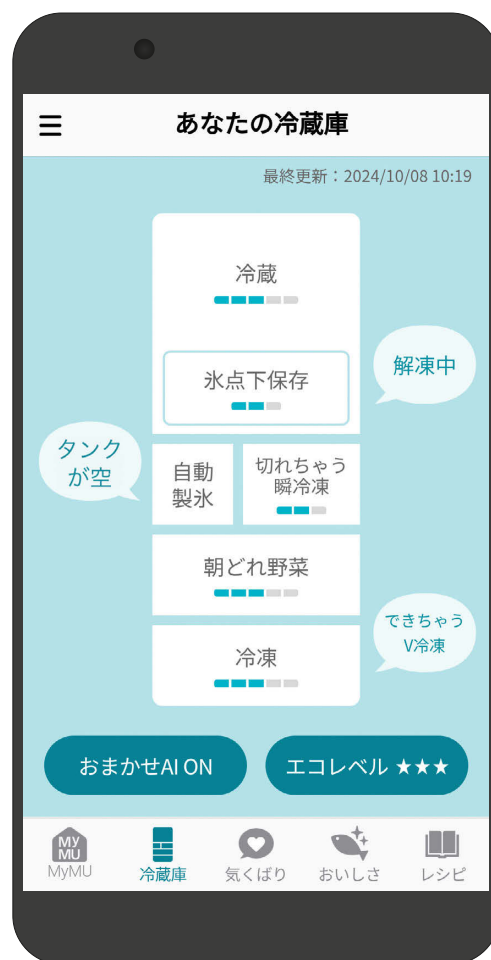 あなたの冷蔵庫
最終更新：2024/10/08 10:19
冷蔵
氷点下保存
解凍中
タンク
が空
自動
製氷
切れちゃう
瞬冷凍
朝どれ野菜
できちゃう
V冷凍
冷凍
おまかせAI ON
エコレベル ★★★
MY
MU
MyMU
冷蔵庫
気くばり
おいしさ
レシピ